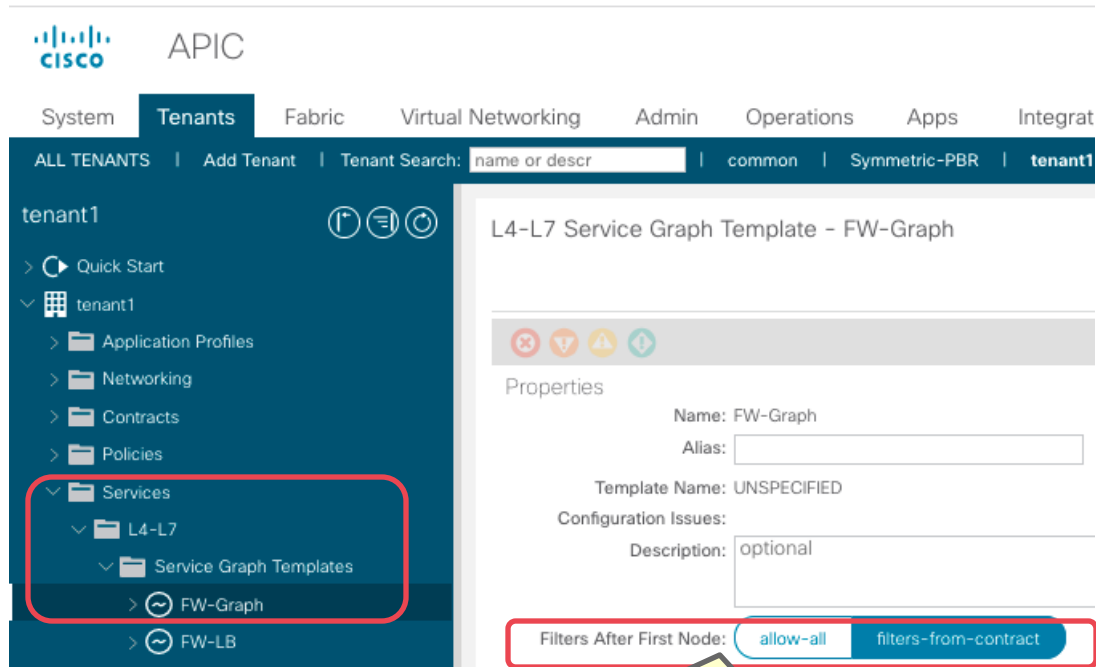 CISCO
APIC
System Tenants Fabric Virtual Networking Admin Operations Apps Integrat
ALL TENANTS | Add Tenant | Tenant Search: name or descr | common | Symmetric-PBR | tenant1
tenant1
Quick Start
tenant1
Application Profiles
Networking
Contracts
Policies
Services
L4-L7
Service Graph Templates
FW-Graph
FW-LB
L4-L7 Service Graph Template - FW-Graph
Properties
Name: FW-Graph
Alias:
Template Name: UNSPECIFIED
Configuration Issues:
Description: optional
Filters After First Node: allow-all filters-from-contract